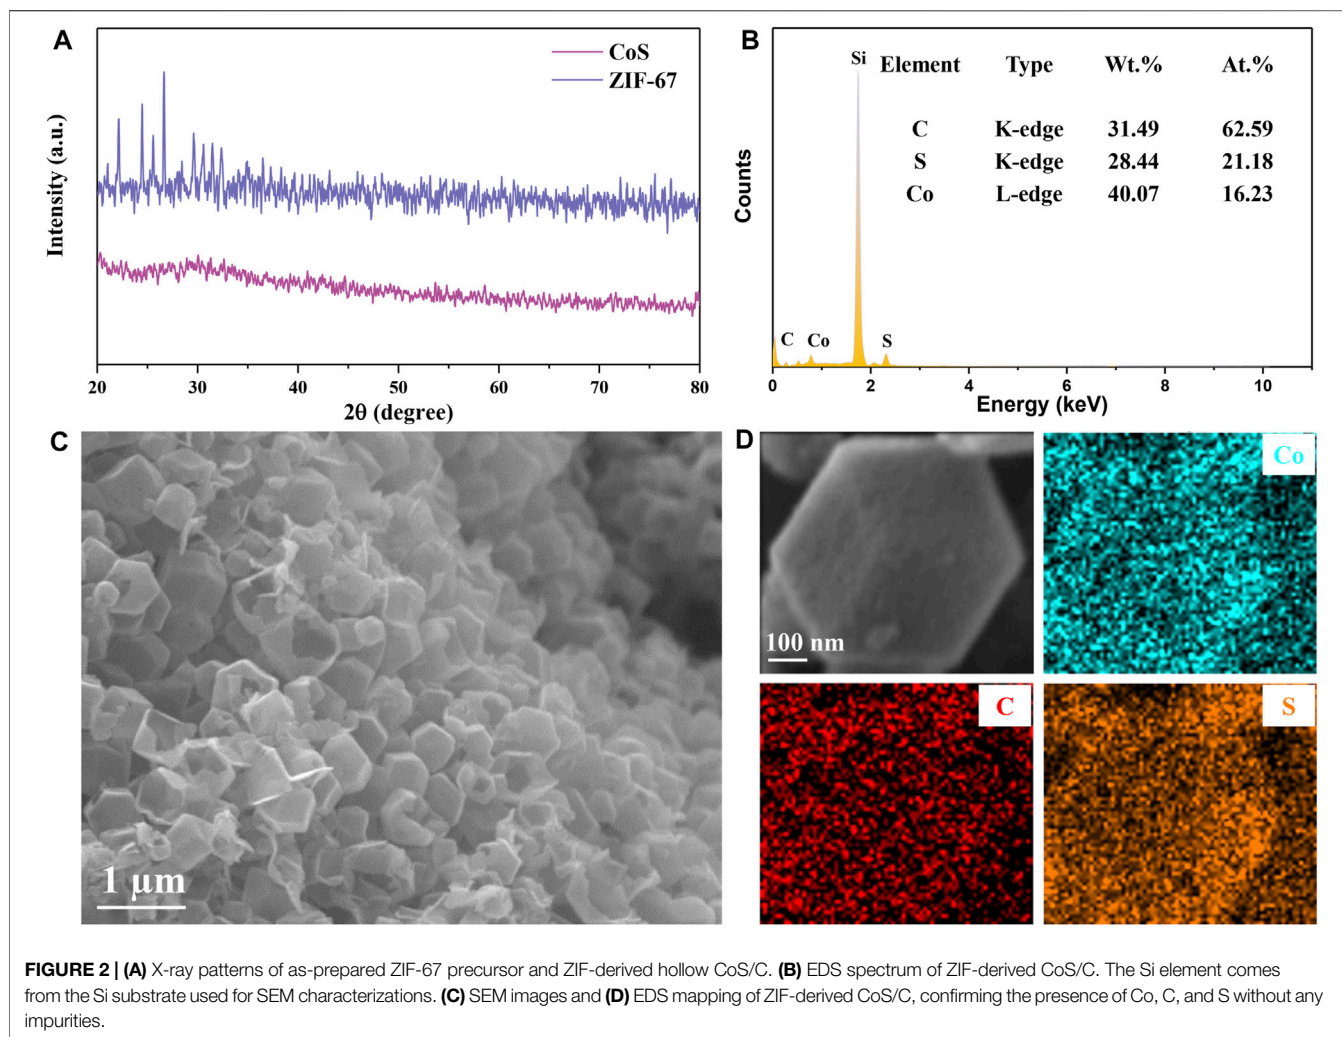 A
CoS
ZIF-67
Intensity (a.u.)
20 30 40 50 60 70 80
2θ (degree)
B
Si
Element Type Wt.% At.%
C K-edge 31.49 62.59
S K-edge 28.44 21.18
Co L-edge 40.07 16.23
Counts
C Co S
0 2 4 6 8 10
Energy (keV)
C
1 µm
D
100 nm
Co
C
S
FIGURE 2 | (A) X-ray patterns of as-prepared ZIF-67 precursor and ZIF-derived hollow CoS/C. (B) EDS spectrum of ZIF-derived CoS/C. The Si element comes
from the Si substrate used for SEM characterizations. (C) SEM images and (D) EDS mapping of ZIF-derived CoS/C, confirming the presence of Co, C, and S without any
impurities.